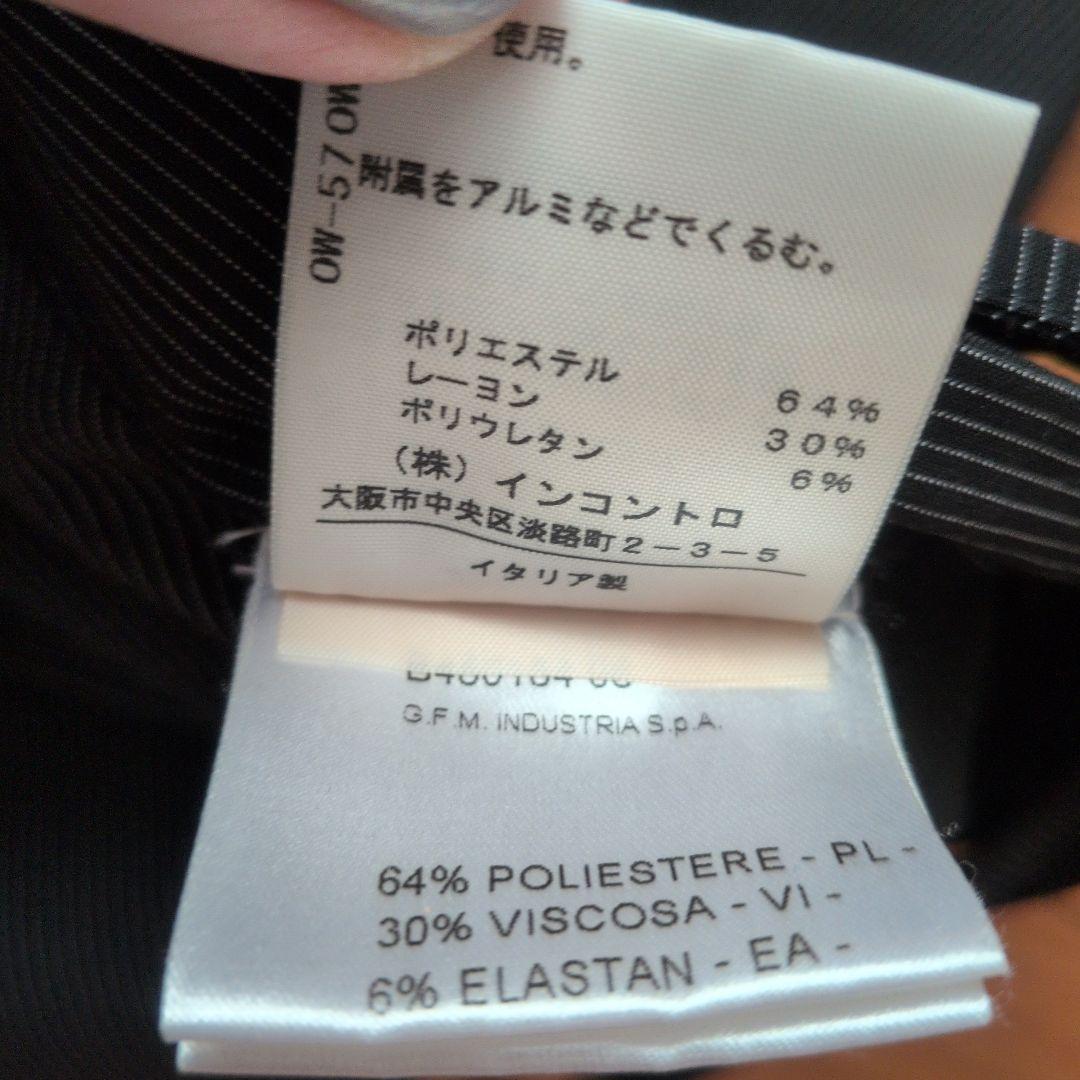 使用。
附属をアルミなどでくるむ。
OW-57OW
ポリエステル 64%
レーヨン 30%
ポリウレタン 6%
(株)インコントロ
大阪市中央区淡路町2-3-5
イタリア製
G.F.M. INDUSTRIA S.p.A.
64% POLIESTERE - PL -
30% VISCOSA - VI -
6% ELASTAN - EA -